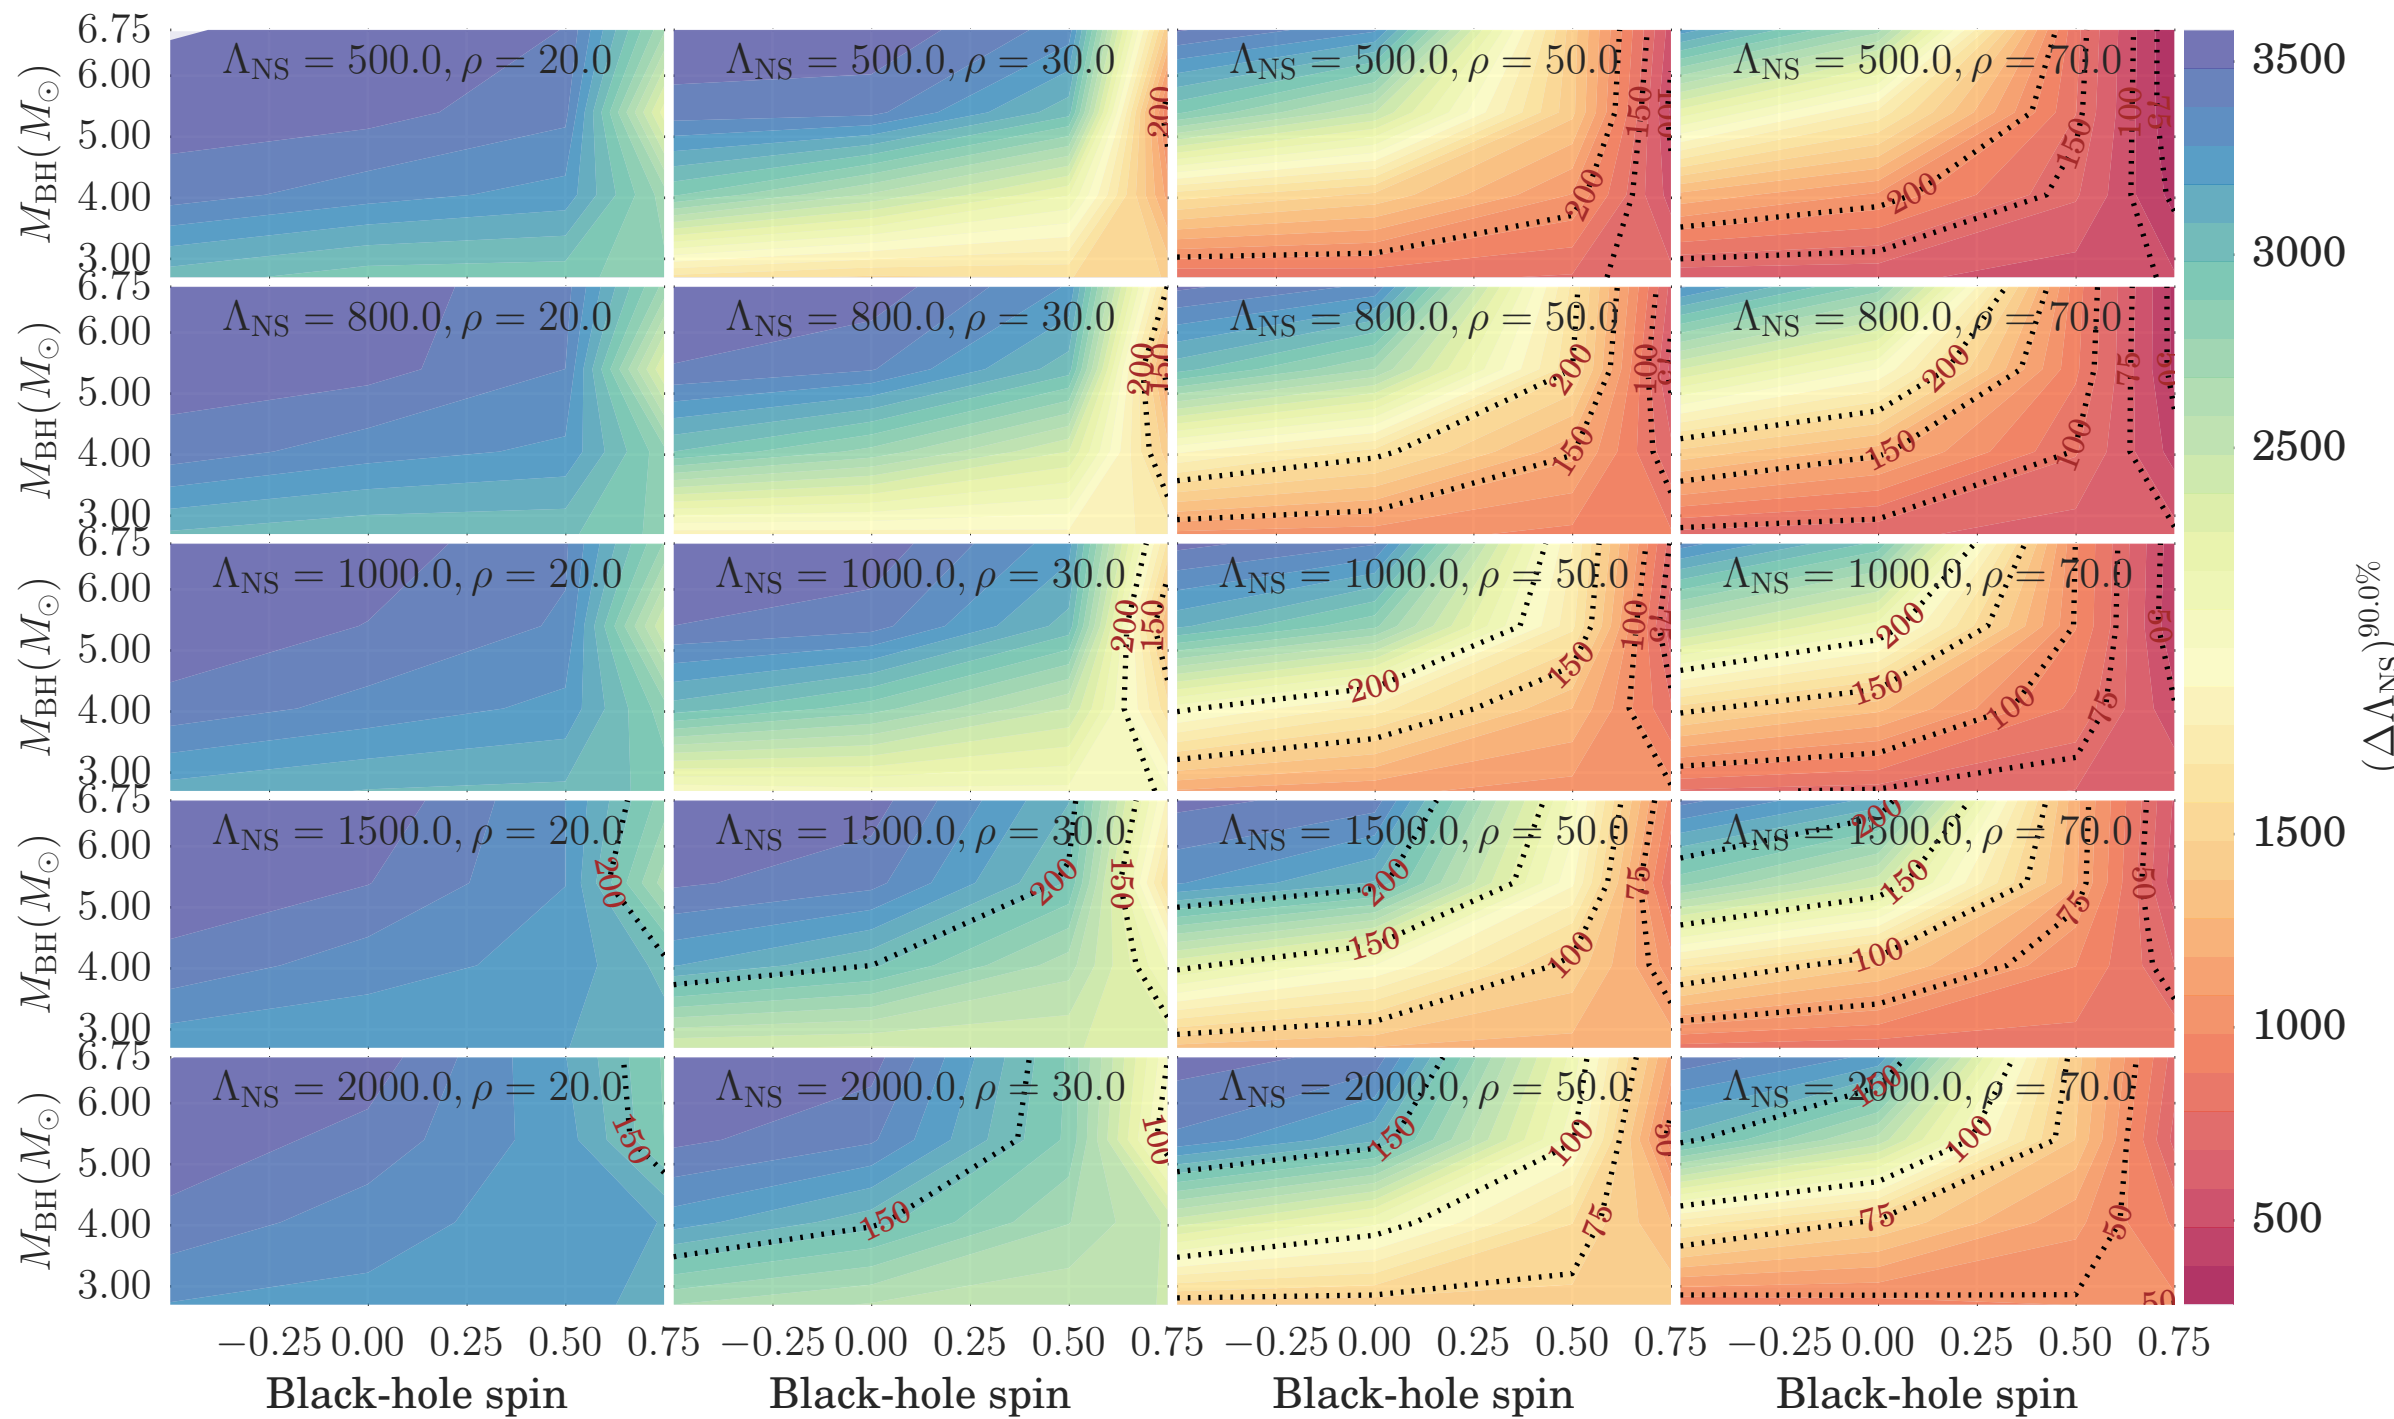 Λ_NS = 500.0, ρ = 20.0
Λ_NS = 500.0, ρ = 30.0
Λ_NS = 500.0, ρ = 50.0
Λ_NS = 500.0, ρ = 70.0
M_BH(M_⊙)
6.75
6.00
5.00
4.00
3.00
200
200
150
200
150
100
75
Λ_NS = 800.0, ρ = 20.0
Λ_NS = 800.0, ρ = 30.0
Λ_NS = 800.0, ρ = 50.0
Λ_NS = 800.0, ρ = 70.0
M_BH(M_⊙)
6.75
6.00
5.00
4.00
3.00
200
150
200
150
100
200
150
100
75
50
Λ_NS = 1000.0, ρ = 20.0
Λ_NS = 1000.0, ρ = 30.0
Λ_NS = 1000.0, ρ = 50.0
Λ_NS = 1000.0, ρ = 70.0
M_BH(M_⊙)
6.75
6.00
5.00
4.00
3.00
200
150
200
150
100
75
200
150
100
75
50
Λ_NS = 1500.0, ρ = 20.0
Λ_NS = 1500.0, ρ = 30.0
Λ_NS = 1500.0, ρ = 50.0
Λ_NS = 1500.0, ρ = 70.0
M_BH(M_⊙)
6.75
6.00
5.00
4.00
3.00
200
200
150
200
150
100
75
200
150
100
75
50
Λ_NS = 2000.0, ρ = 20.0
Λ_NS = 2000.0, ρ = 30.0
Λ_NS = 2000.0, ρ = 50.0
Λ_NS = 2000.0, ρ = 70.0
M_BH(M_⊙)
6.75
6.00
5.00
4.00
3.00
150
150
100
150
100
75
50
150
100
75
50
50
−0.25 0.00 0.25 0.50 0.75
−0.25 0.00 0.25 0.50 0.75
−0.25 0.00 0.25 0.50 0.75
−0.25 0.00 0.25 0.50 0.75
Black-hole spin
Black-hole spin
Black-hole spin
Black-hole spin
3500
3000
2500
1500
1000
500
(ΔΛ_NS)^90.0%